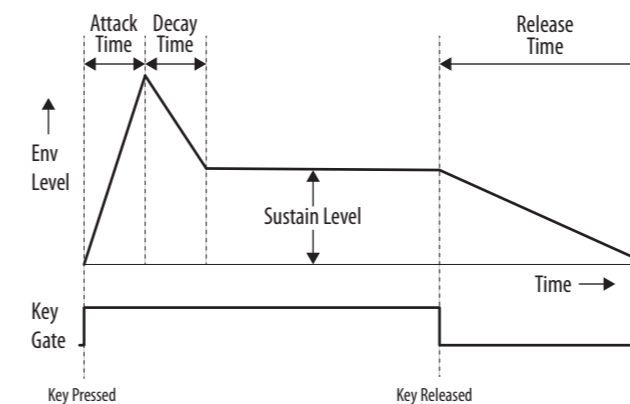 Attack
Time
Decay
Time
Release
Time
Env
Level
Sustain Level
Time
Key
Gate
Key Pressed
Key Released